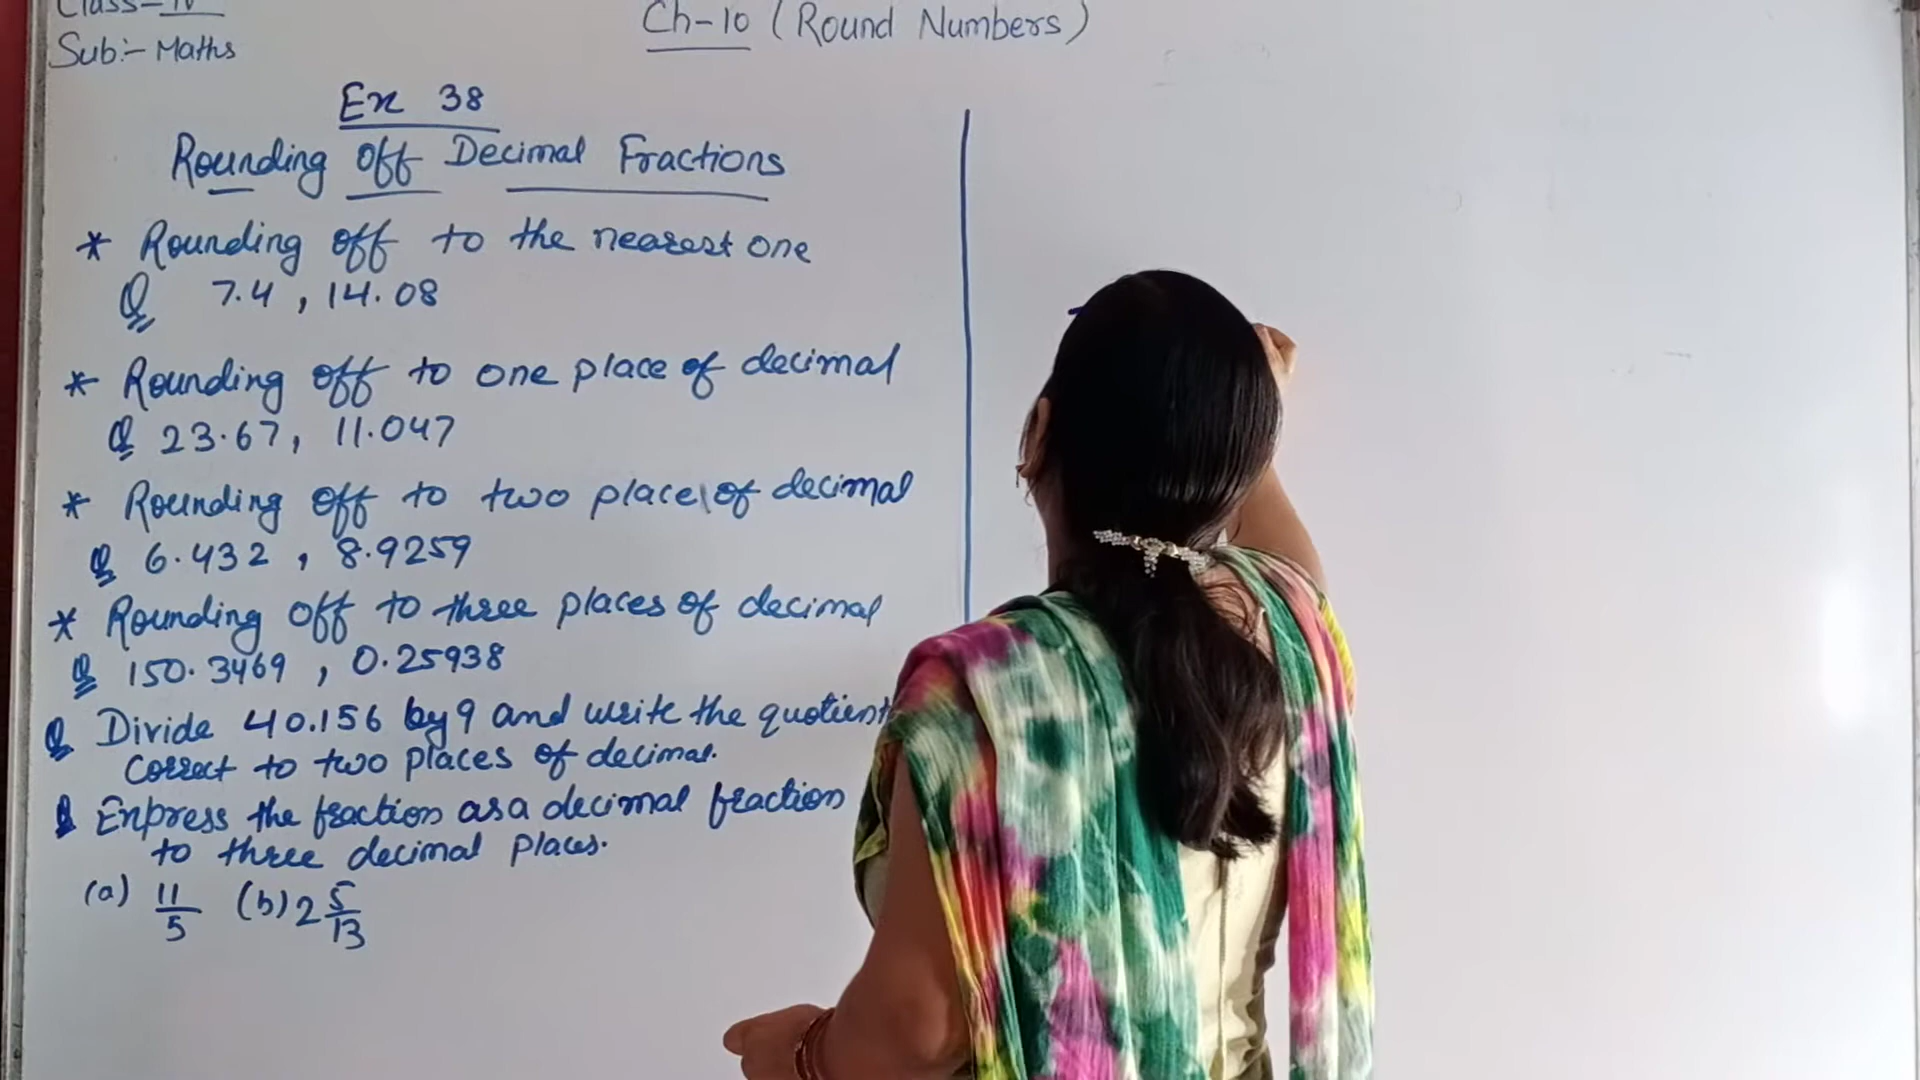 Class-IV
Sub:- Maths
Ch-10 (Round Numbers)
Ex 38
Rounding off Decimal Fractions
* Rounding off to the nearest one
Q 7.4, 14.08
* Rounding off to one place of decimal
Q 23.67, 11.047
* Rounding off to two place of decimal
Q 6.432, 8.9259
* Rounding off to three places of decimal
Q 150.3469, 0.25938
Q Divide 40.156 by 9 and write the quotient
correct to two places of decimal.
Q Express the fraction as a decimal fraction
to three decimal places.
(a) 11/5 (b) 2 5/13